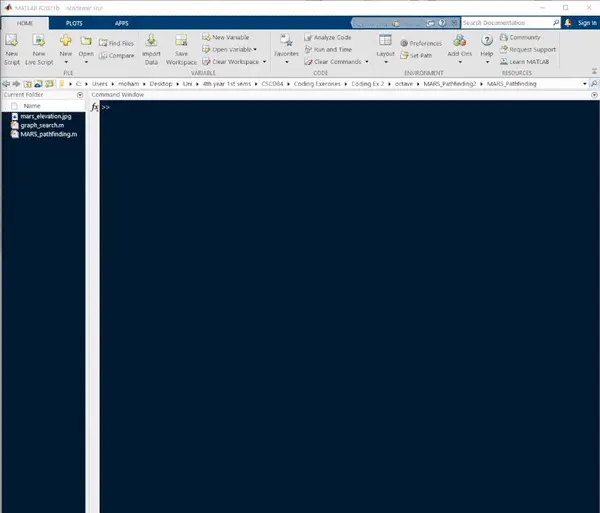 MATLAB R2021b - academic use
HOME PLOTS APPS
Search Documentation Sign In
New Script New Live Script New Open Find Files Compare Import Data Save Workspace New Variable Open Variable Clear Workspace Favorites Analyze Code Run and Time Clear Commands Layout Preferences Set Path Add-Ons Help Community Request Support Learn MATLAB
FILE VARIABLE CODE ENVIRONMENT RESOURCES
C: Users moham Desktop Uni 4th year 1st sems CSCD84 Coding Exercises Coding Ex 2 octave MARS_Pathfinding2 MARS_Pathfinding
Current Folder Command Window
Name
mars_elevation.jpg
graph_search.m
MARS_pathfinding.m
fx >>